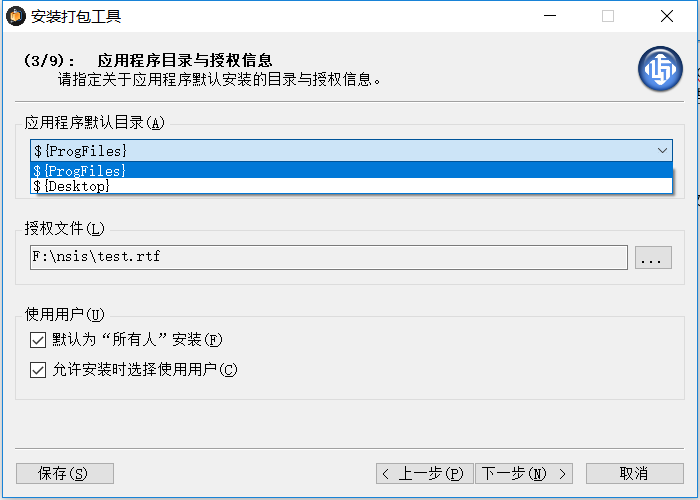 安装打包工具
(3/9)： 应用程序目录与授权信息
请指定关于应用程序默认安装的目录与授权信息。
应用程序默认目录(A)
${ProgFiles}
${ProgFiles}
${Desktop}
授权文件(L)
F:\nsis\test.rtf
...
使用用户(U)
默认为“所有人”安装(F)
允许安装时选择使用用户(C)
保存(S)
< 上一步(P)
下一步(N) >
取消